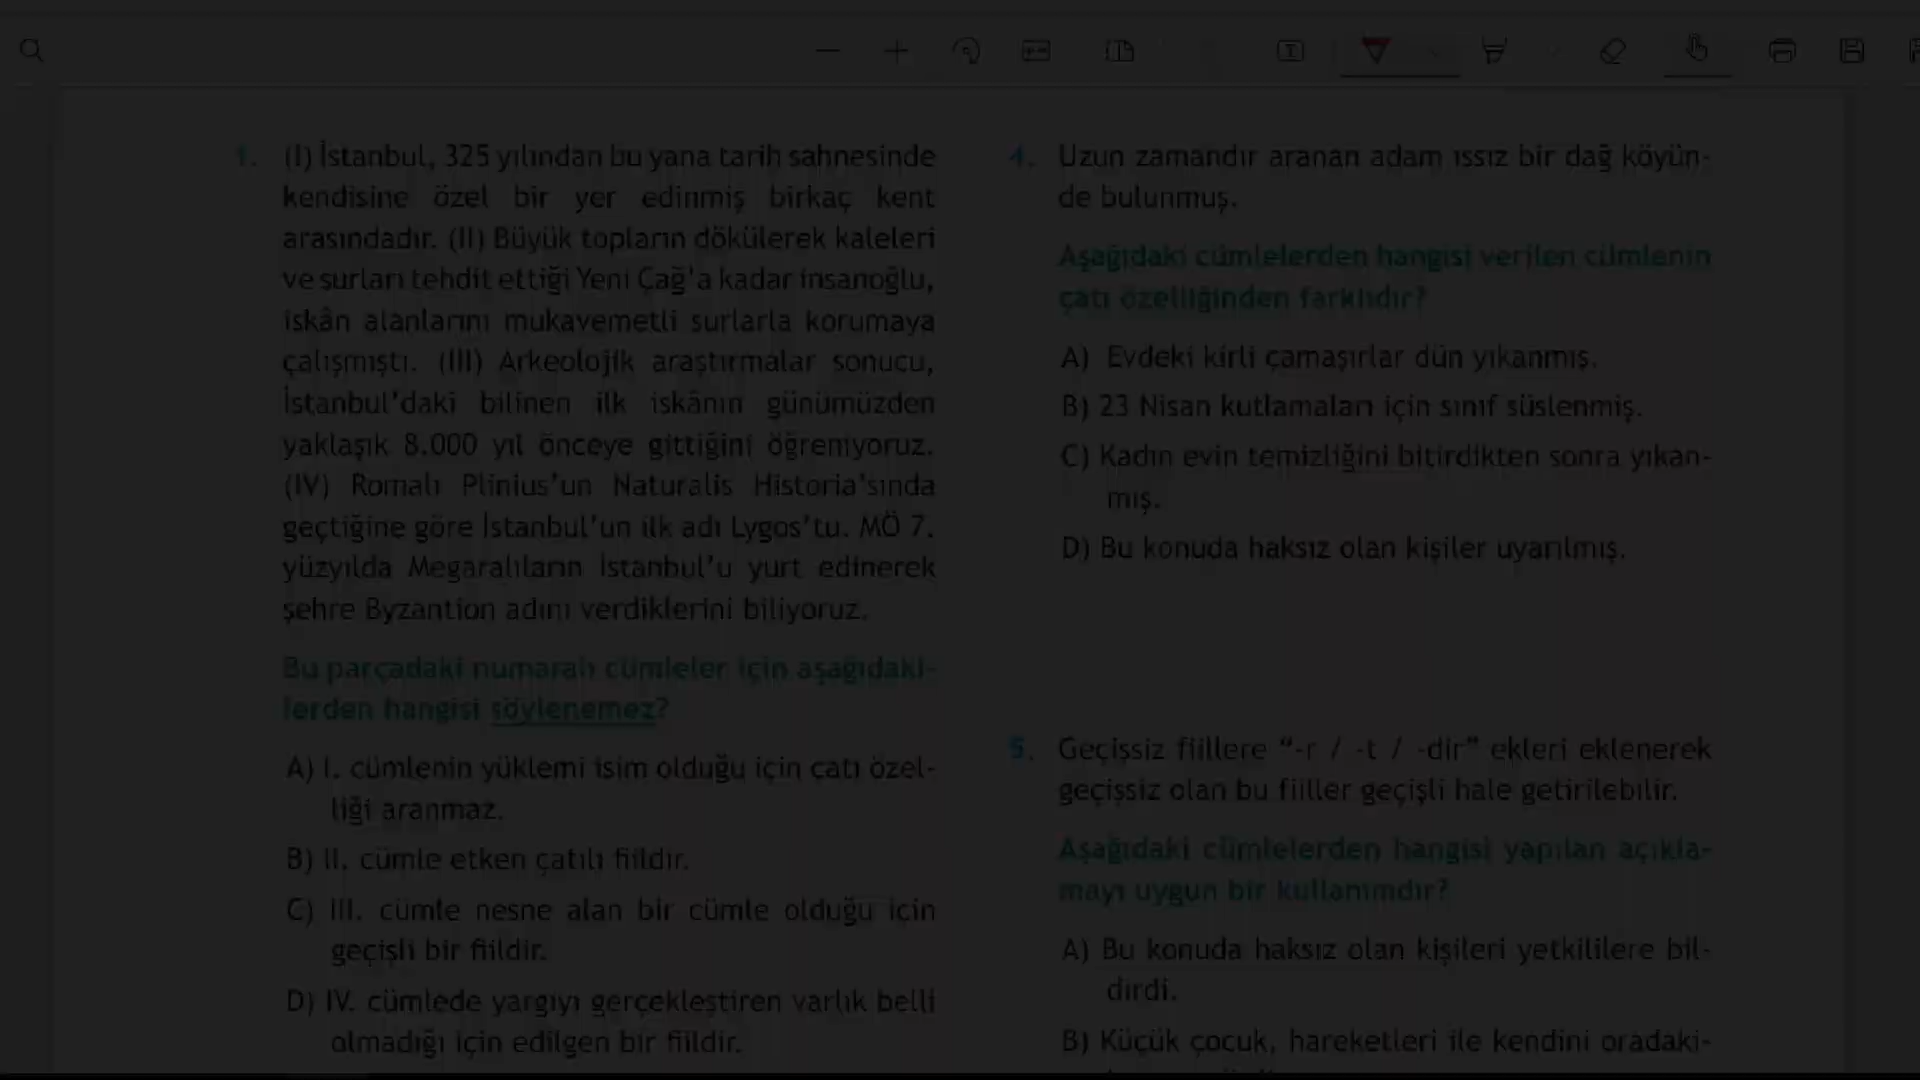 1. (I) İstanbul, 325 yılından bu yana tarih sahnesinde
kendisine özel bir yer edinmiş birkaç kent
arasındadır. (II) Büyük topların dökülerek kaleleri
ve surları tehdit ettiği Yeni Çağ'a kadar insanoğlu,
iskân alanlarını mukavemetli surlarla korumaya
çalışmıştı. (III) Arkeolojik araştırmalar sonucu,
İstanbul'daki bilinen ilk iskânın günümüzden
yaklaşık 8.000 yıl önceye gittiğini öğreniyoruz.
(IV) Romalı Plinius'un Naturalis Historia'sında
geçtiğine göre İstanbul'un ilk adı Lygos'tu. MÖ 7.
yüzyılda Megaralıların İstanbul'u yurt edinerek
şehre Byzantion adını verdiklerini biliyoruz.
Bu parçadaki numaralı cümleler için aşağıdaki-
lerden hangisi söylenemez?
A) I. cümlenin yüklemi isim olduğu için çatı özel-
liği aranmaz.
B) II. cümle etken çatılı fiildir.
C) III. cümle nesne alan bir cümle olduğu için
geçişli bir fiildir.
D) IV. cümlede yargıyı gerçekleştiren varlık belli
olmadığı için edilgen bir fiildir.
4. Uzun zamandır aranan adam ıssız bir dağ köyün-
de bulunmuş.
Aşağıdaki cümlelerden hangisi verilen cümlenin
çatı özelliğinden farklıdır?
A) Evdeki kirli çamaşırlar dün yıkanmış.
B) 23 Nisan kutlamaları için sınıf süslenmiş.
C) Kadın evin temizliğini bitirdikten sonra yıkan-
mış.
D) Bu konuda haksız olan kişiler uyarılmış.
5. Geçişsiz fiillere “-r / -t / -dir” ekleri eklenerek
geçişsiz olan bu fiiller geçişli hale getirilebilir.
Aşağıdaki cümlelerden hangisi yapılan açıkla-
mayı uygun bir kullanımdır?
A) Bu konuda haksız olan kişileri yetkililere bil-
dirdi.
B) Küçük çocuk, hareketleri ile kendini oradaki-